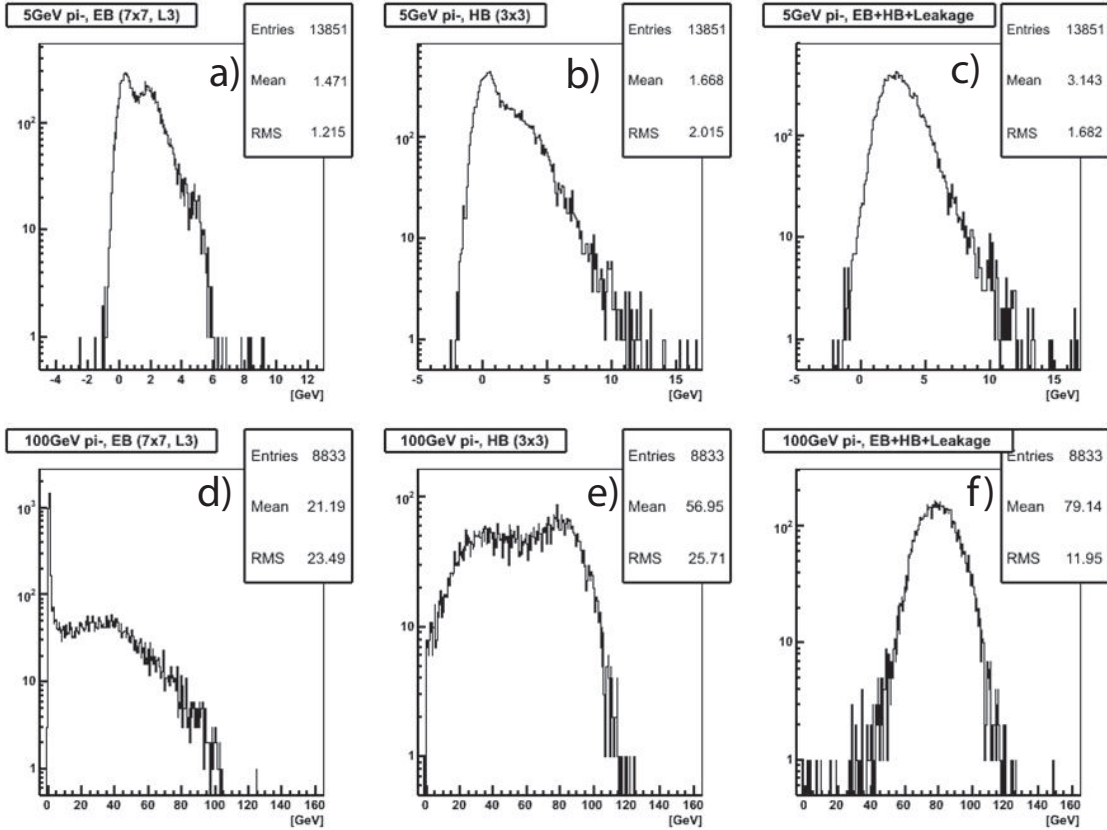 5GeV pi-, EB (7x7, L3)
Entries 13851
Mean 1.471
RMS 1.215
a)
10²
10
1
-4 -2 0 2 4 6 8 10 12
[GeV]
5GeV pi-, HB (3x3)
Entries 13851
Mean 1.668
RMS 2.015
b)
10²
10
1
-5 0 5 10 15
[GeV]
5GeV pi-, EB+HB+Leakage
Entries 13851
Mean 3.143
RMS 1.682
c)
10²
10
1
-5 0 5 10 15
[GeV]
100GeV pi-, EB (7x7, L3)
Entries 8833
Mean 21.19
RMS 23.49
d)
10³
10²
10
1
0 20 40 60 80 100 120 140 160
[GeV]
100GeV pi-, HB (3x3)
Entries 8833
Mean 56.95
RMS 25.71
e)
10²
10
1
0 20 40 60 80 100 120 140 160
[GeV]
100GeV pi-, EB+HB+Leakage
Entries 8833
Mean 79.14
RMS 11.95
f)
10²
10
1
0 20 40 60 80 100 120 140 160
[GeV]